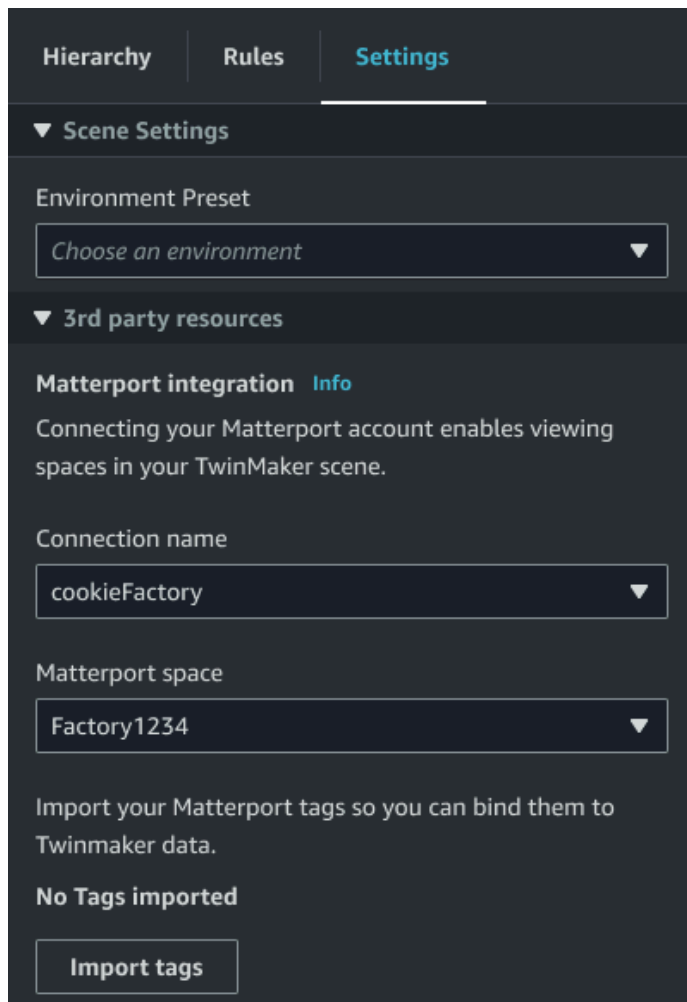 Hierarchy Rules Settings
Scene Settings
Environment Preset
Choose an environment
3rd party resources
Matterport integration Info
Connecting your Matterport account enables viewing
spaces in your TwinMaker scene.
Connection name
cookieFactory
Matterport space
Factory1234
Import your Matterport tags so you can bind them to
Twinmaker data.
No Tags imported
Import tags